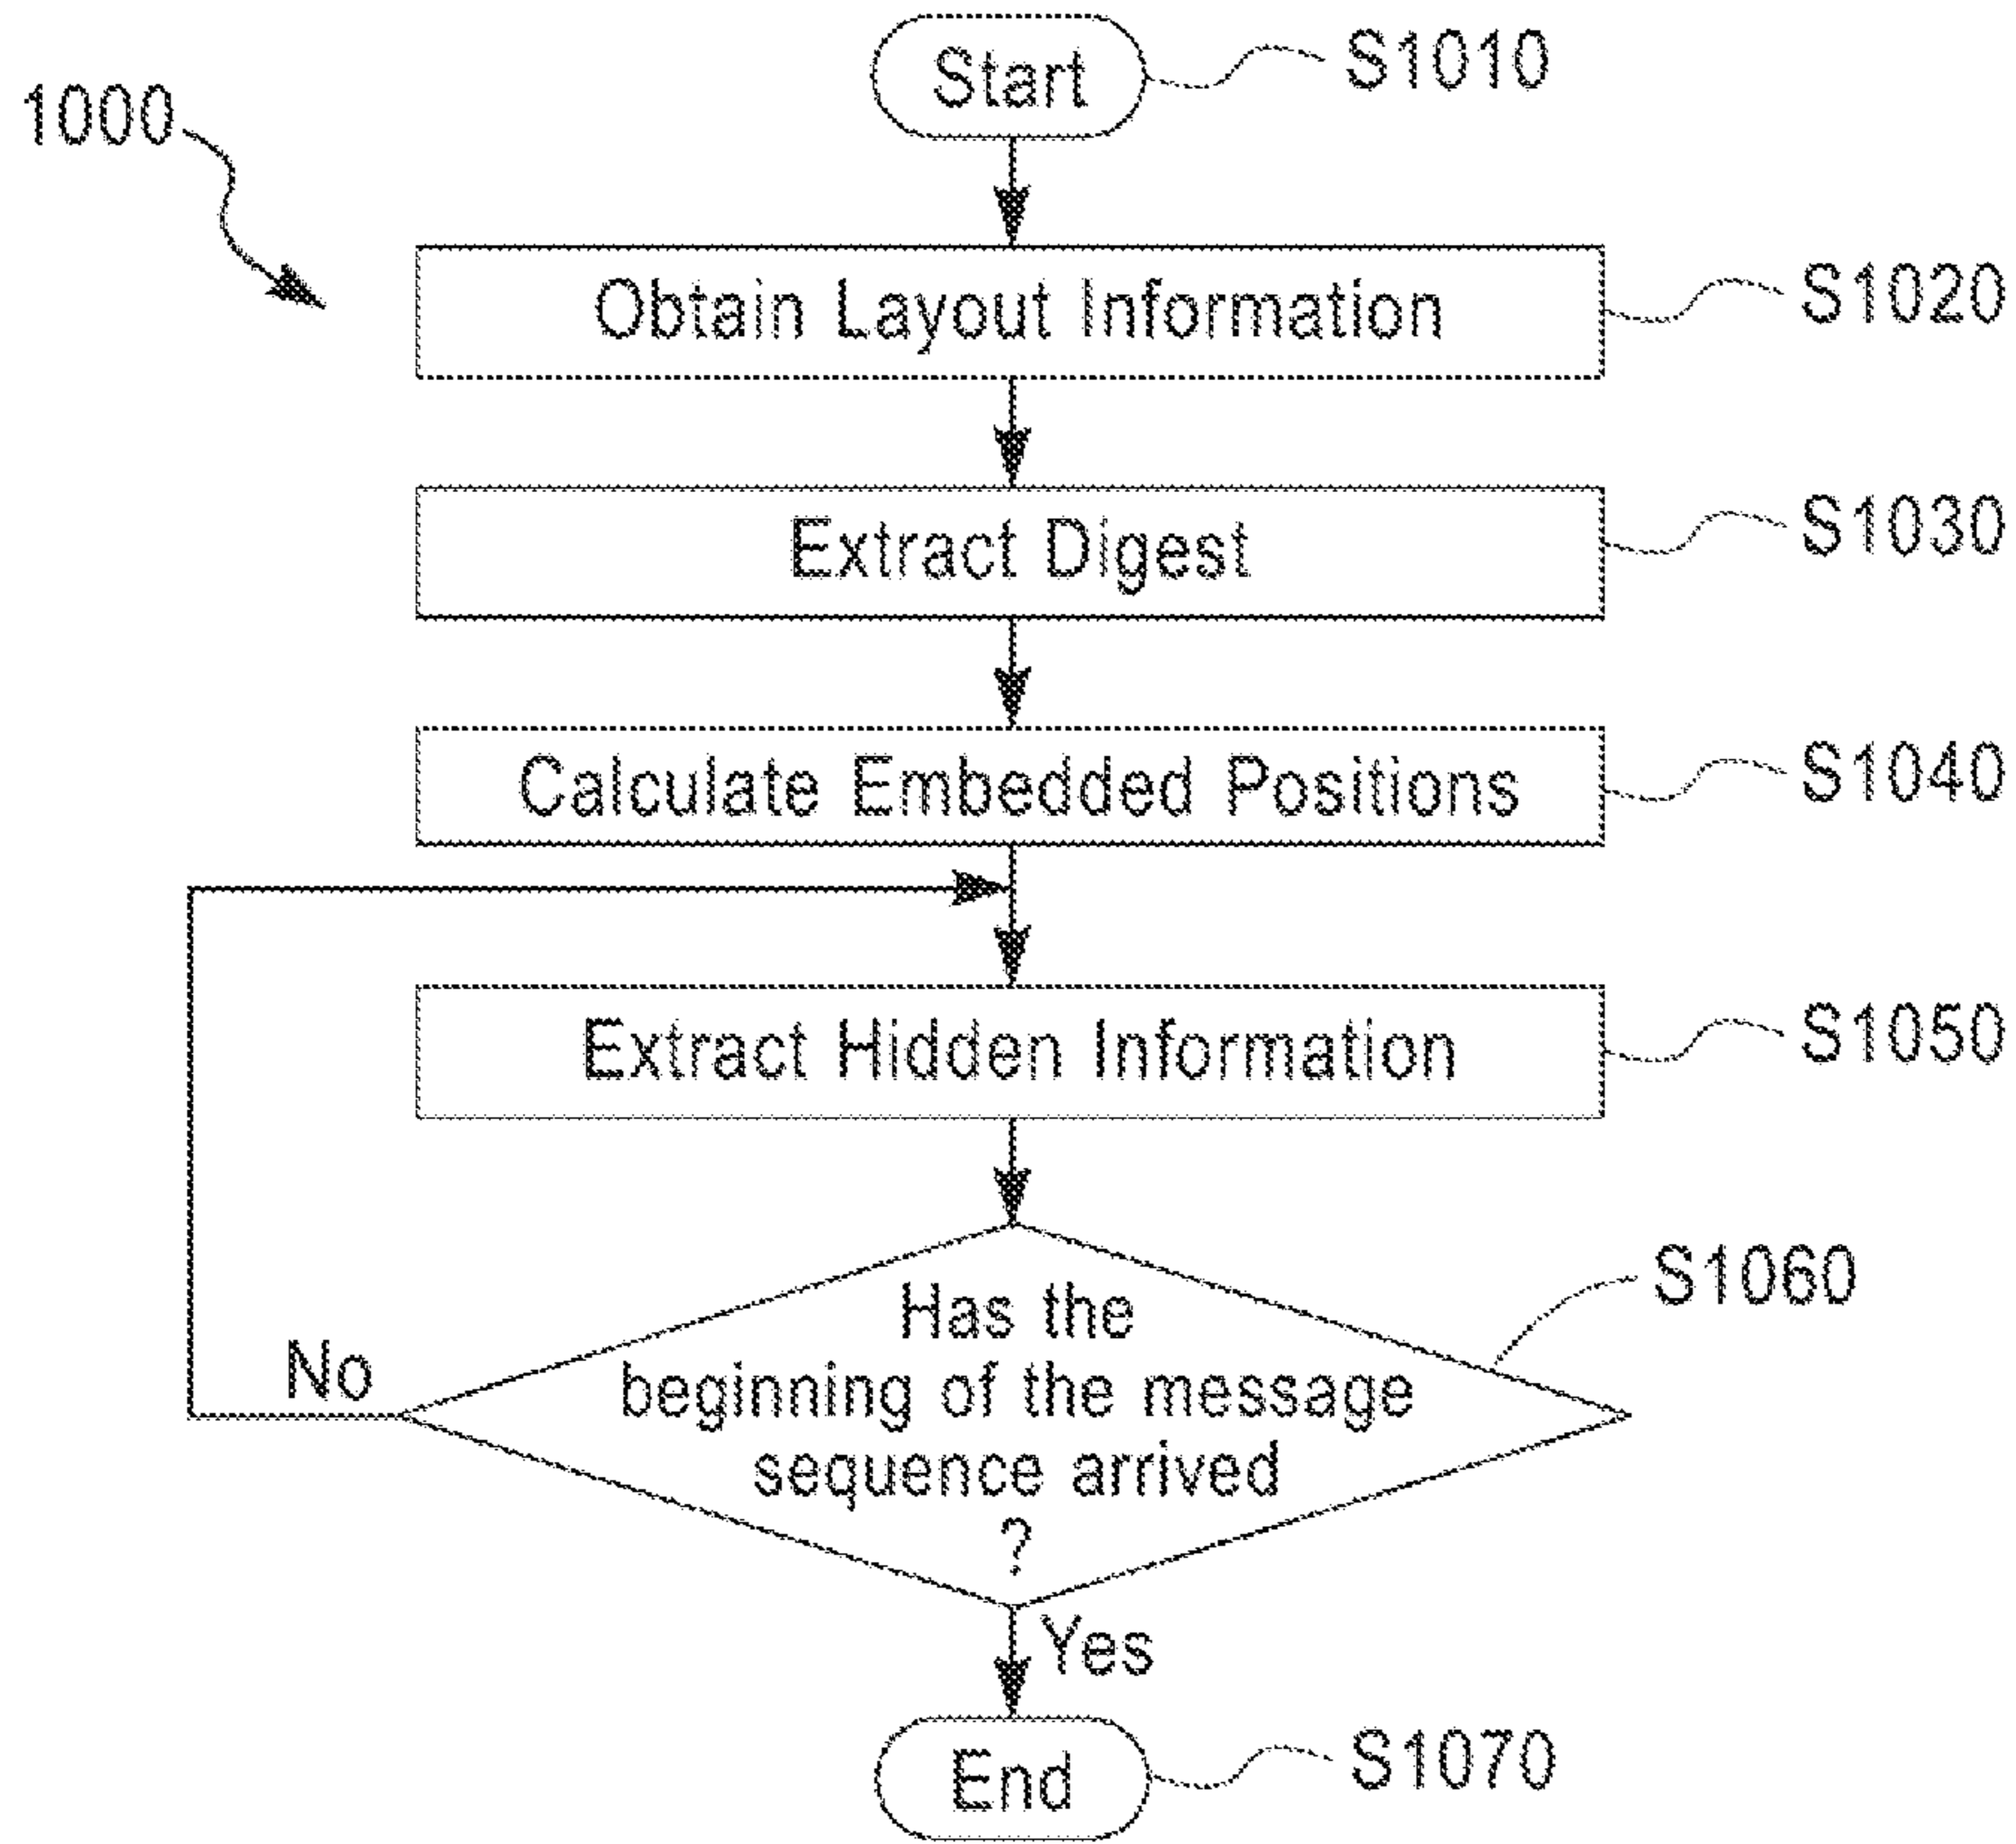 Start
S1010
1000
Obtain Layout Information
S1020
Extract Digest
S1030
Calculate Embedded Positions
S1040
Extract Hidden Information
S1050
Has the
beginning of the message
sequence arrived
?
S1060
No
Yes
End
S1070